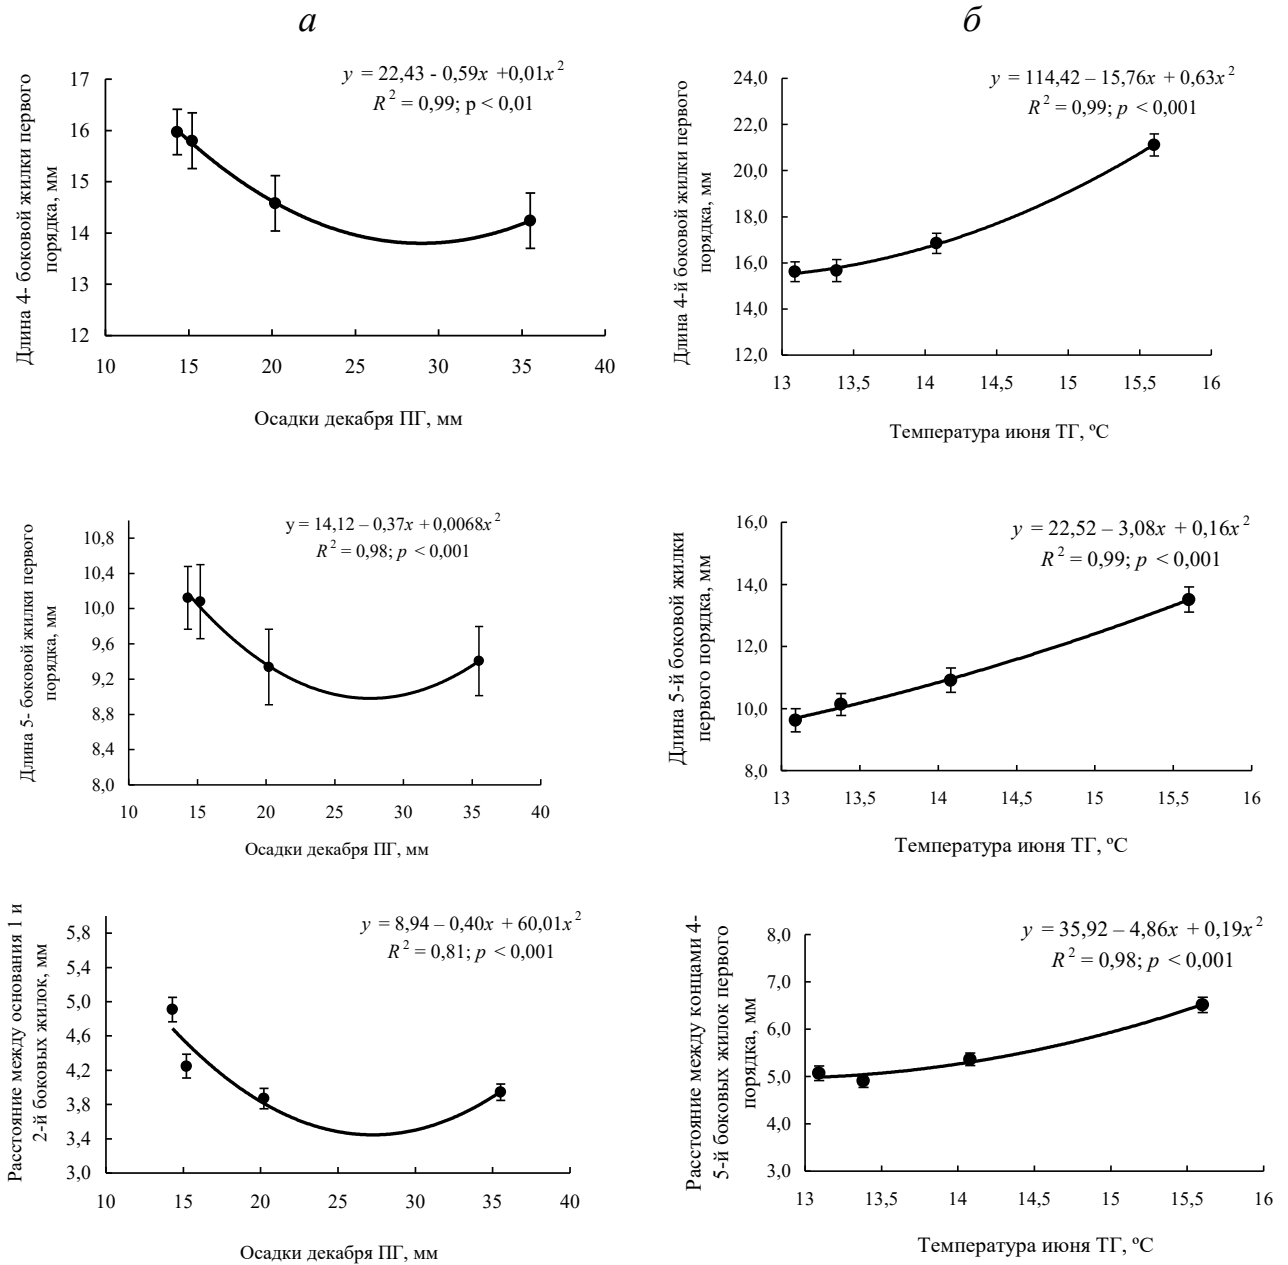 а
б
Длина 4- боковой жилки первого
порядка, мм
17
16
15
14
13
12
y = 22,43 - 0,59x +0,01x²
R² = 0,99; p < 0,01
10 15 20 25 30 35 40
Осадки декабря ПГ, мм
Длина 4-й боковой жилки первого
порядка, мм
24,0
22,0
20,0
18,0
16,0
14,0
12,0
y = 114,42 – 15,76x + 0,63x²
R² = 0,99; p < 0,001
13 13,5 14 14,5 15 15,5 16
Температура июня ТГ, ºС
Длина 5- боковой жилки первого
порядка, мм
10,8
10,4
10,0
9,6
9,2
8,8
8,4
8,0
y = 14,12 – 0,37x + 0,0068x²
R² = 0,98; p < 0,001
10 15 20 25 30 35 40
Осадки декабря ПГ, мм
Длина 5-й боковой жилки
первого порядка, мм
16,0
14,0
12,0
10,0
8,0
y = 22,52 – 3,08x + 0,16x²
R² = 0,99; p < 0,001
13 13,5 14 14,5 15 15,5 16
Температура июня ТГ, ºС
Расстояние между основания 1 и
2-й боковых жилок, мм
5,8
5,4
5,0
4,6
4,2
3,8
3,4
3,0
y = 8,94 – 0,40x + 60,01x²
R² = 0,81; p < 0,001
10 15 20 25 30 35 40
Осадки декабря ПГ, мм
Расстояние между концами 4-
5-й боковых жилок первого
порядка, мм
8,0
7,0
6,0
5,0
4,0
3,0
y = 35,92 – 4,86x + 0,19x²
R² = 0,98; p < 0,001
13 13,5 14 14,5 15 15,5 16
Температура июня ТГ, ºС